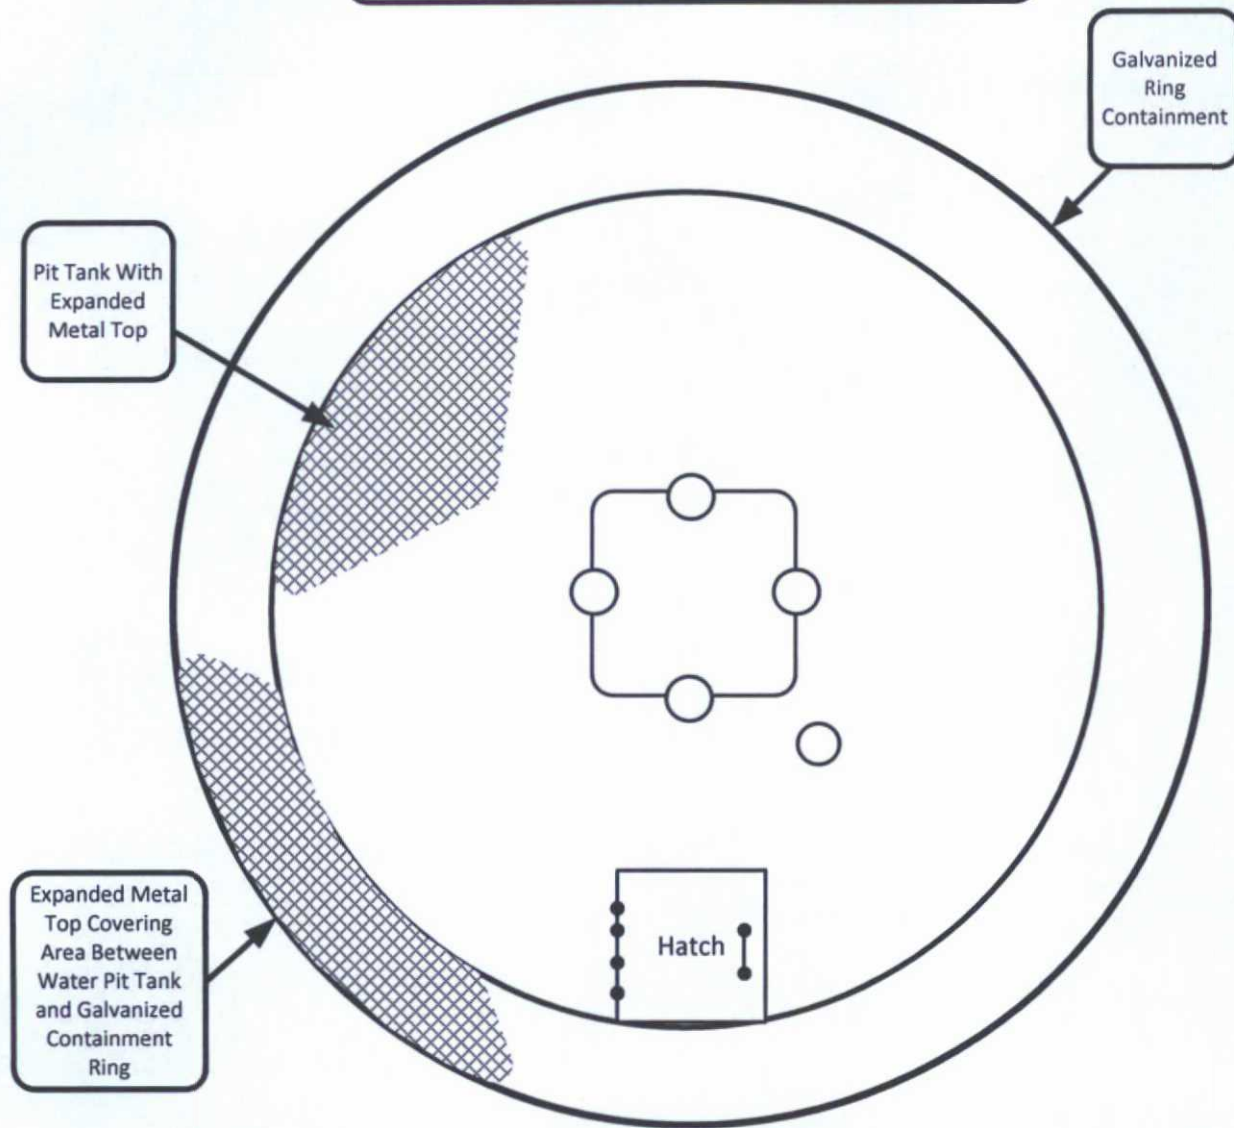 Galvanized
Ring
Containment
Pit Tank With
Expanded
Metal Top
Expanded Metal
Top Covering
Area Between
Water Pit Tank
and Galvanized
Containment
Ring
Hatch